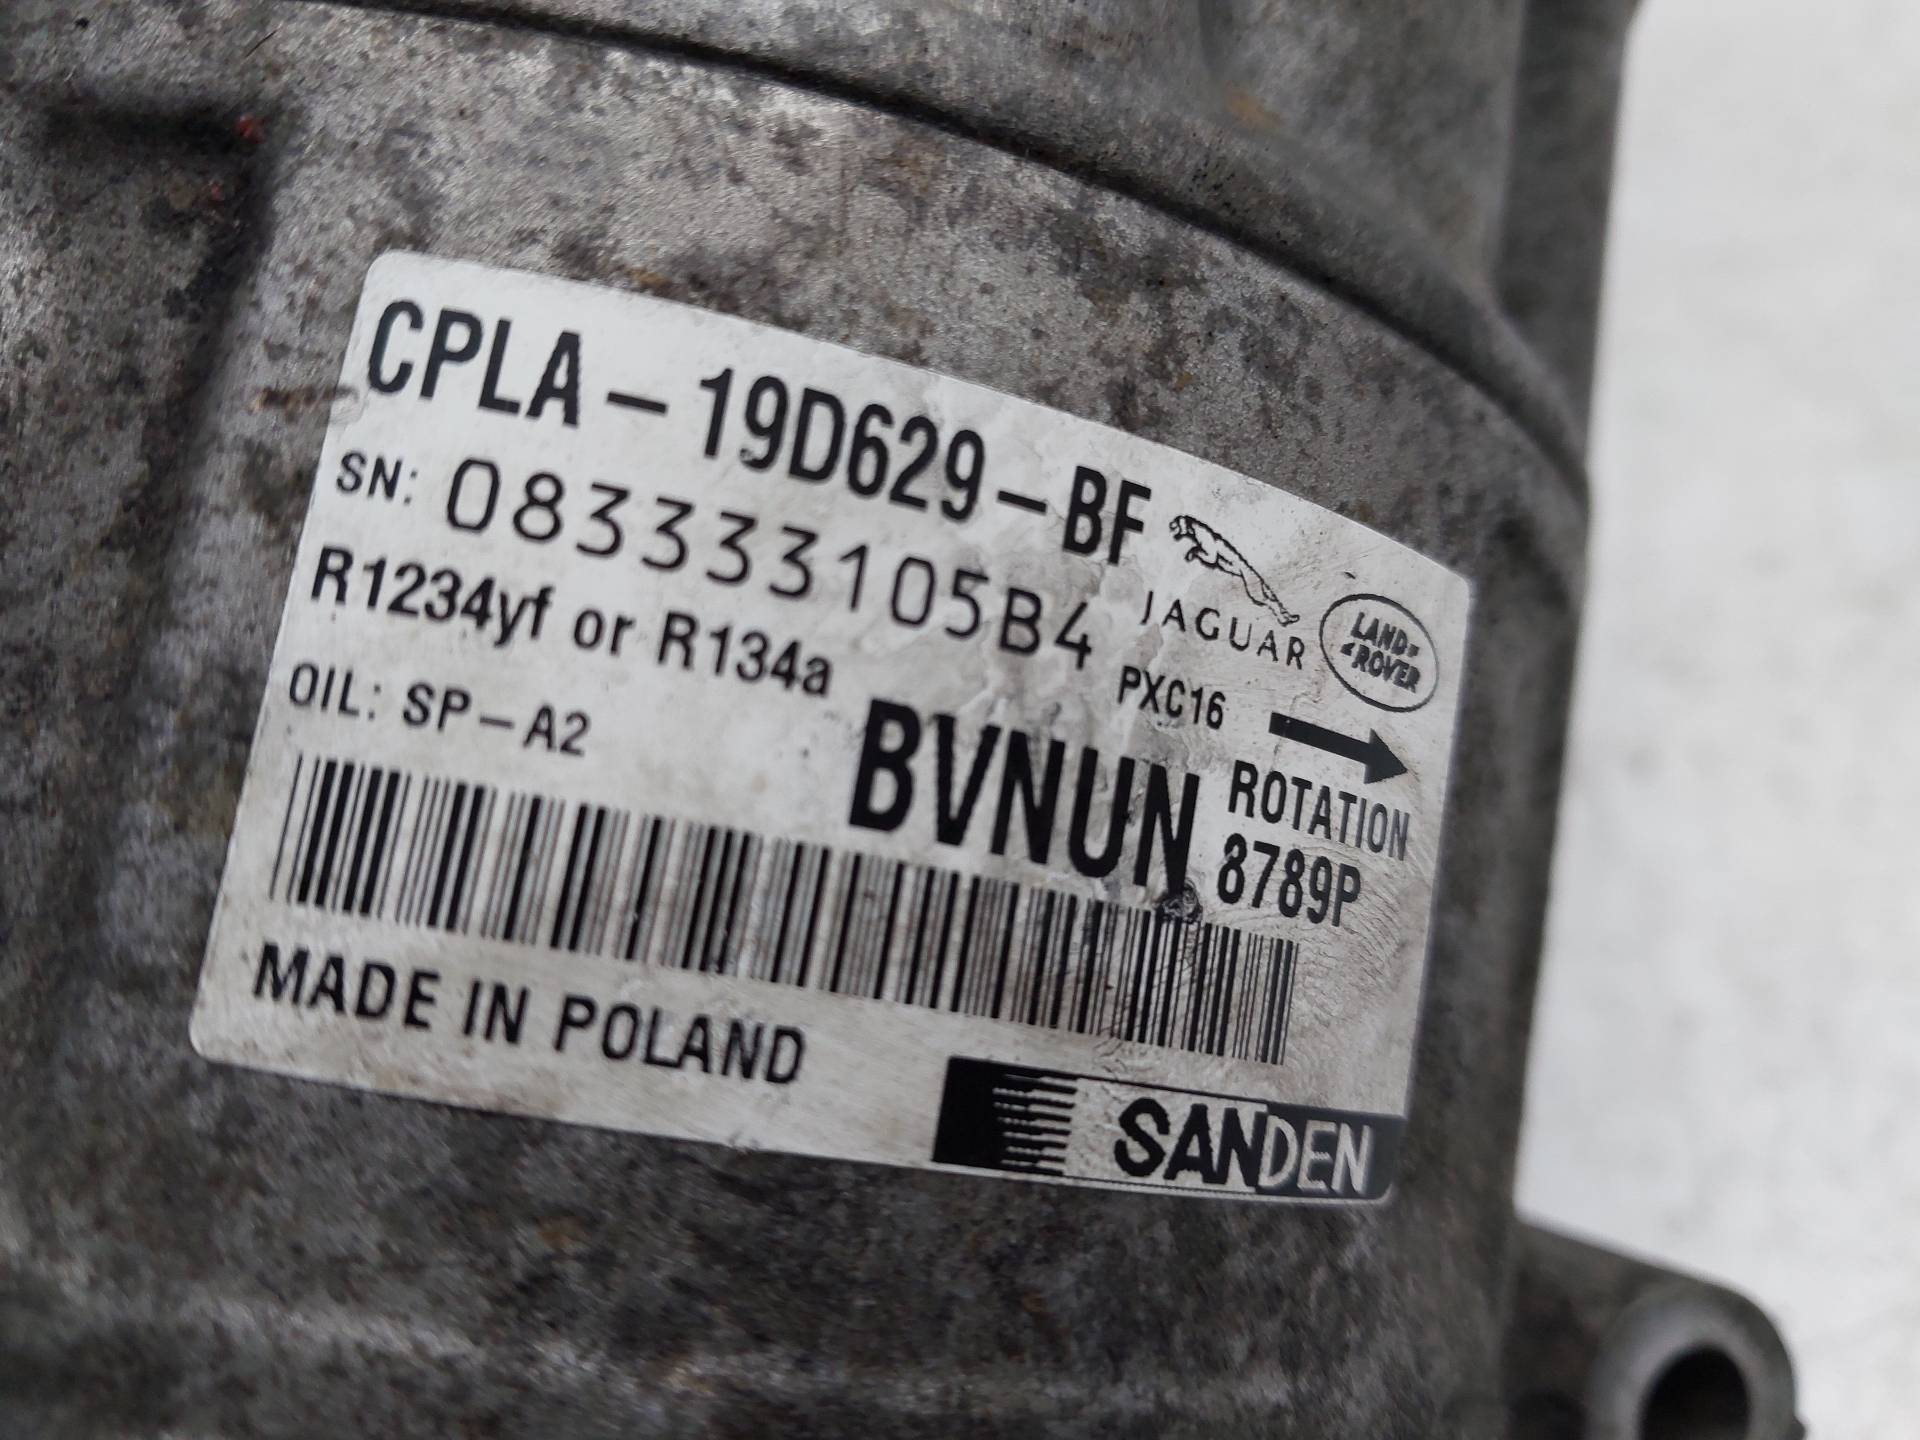 CPLA-19D629-BF
SN: 083333105B4
JAGUAR
LAND
ROVER
R1234yf or R134a
PXC16
OIL: SP-A2
BVNUN
ROTATION
8789P
MADE IN POLAND
SANDEN